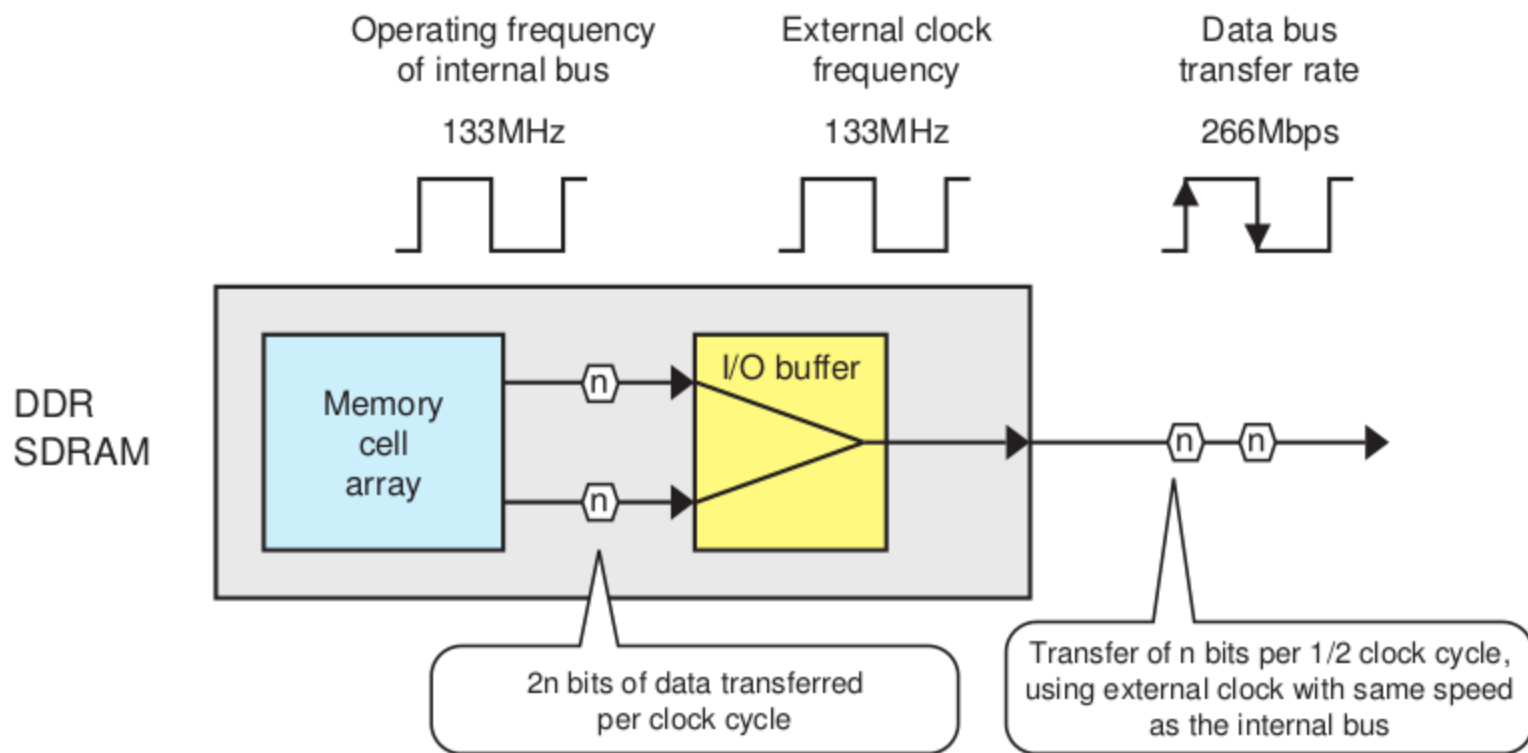 Operating frequency
of internal bus
133MHz
External clock
frequency
133MHz
Data bus
transfer rate
266Mbps
DDR
SDRAM
Memory
cell
array
n
n
I/O buffer
n
n
2n bits of data transferred
per clock cycle
Transfer of n bits per 1/2 clock cycle,
using external clock with same speed
as the internal bus